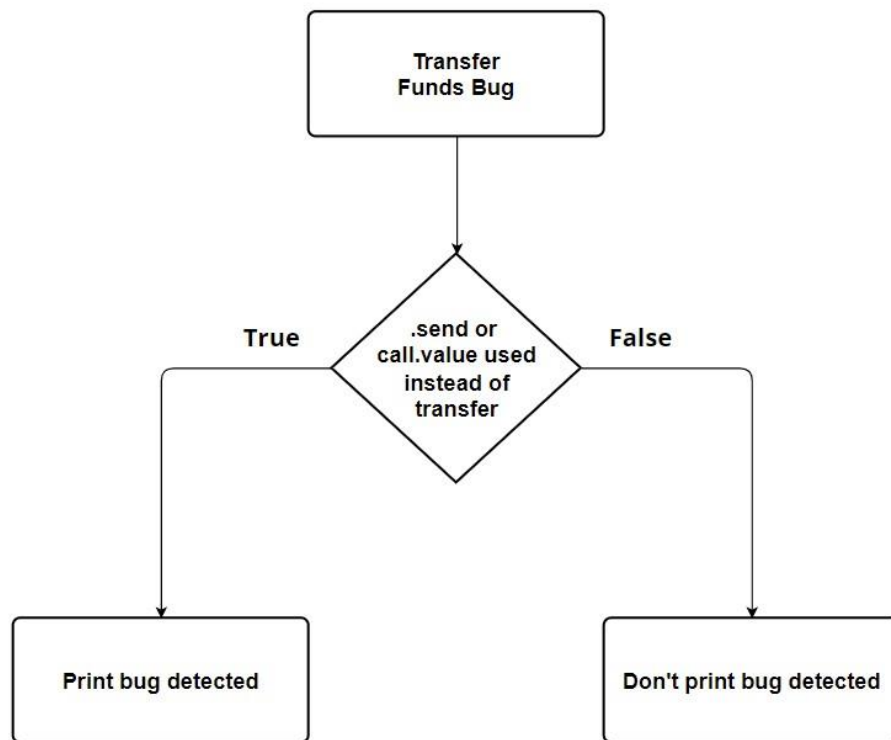 Transfer
Funds Bug
True
.send or
call.value used
instead of
transfer
False
Print bug detected
Don't print bug detected